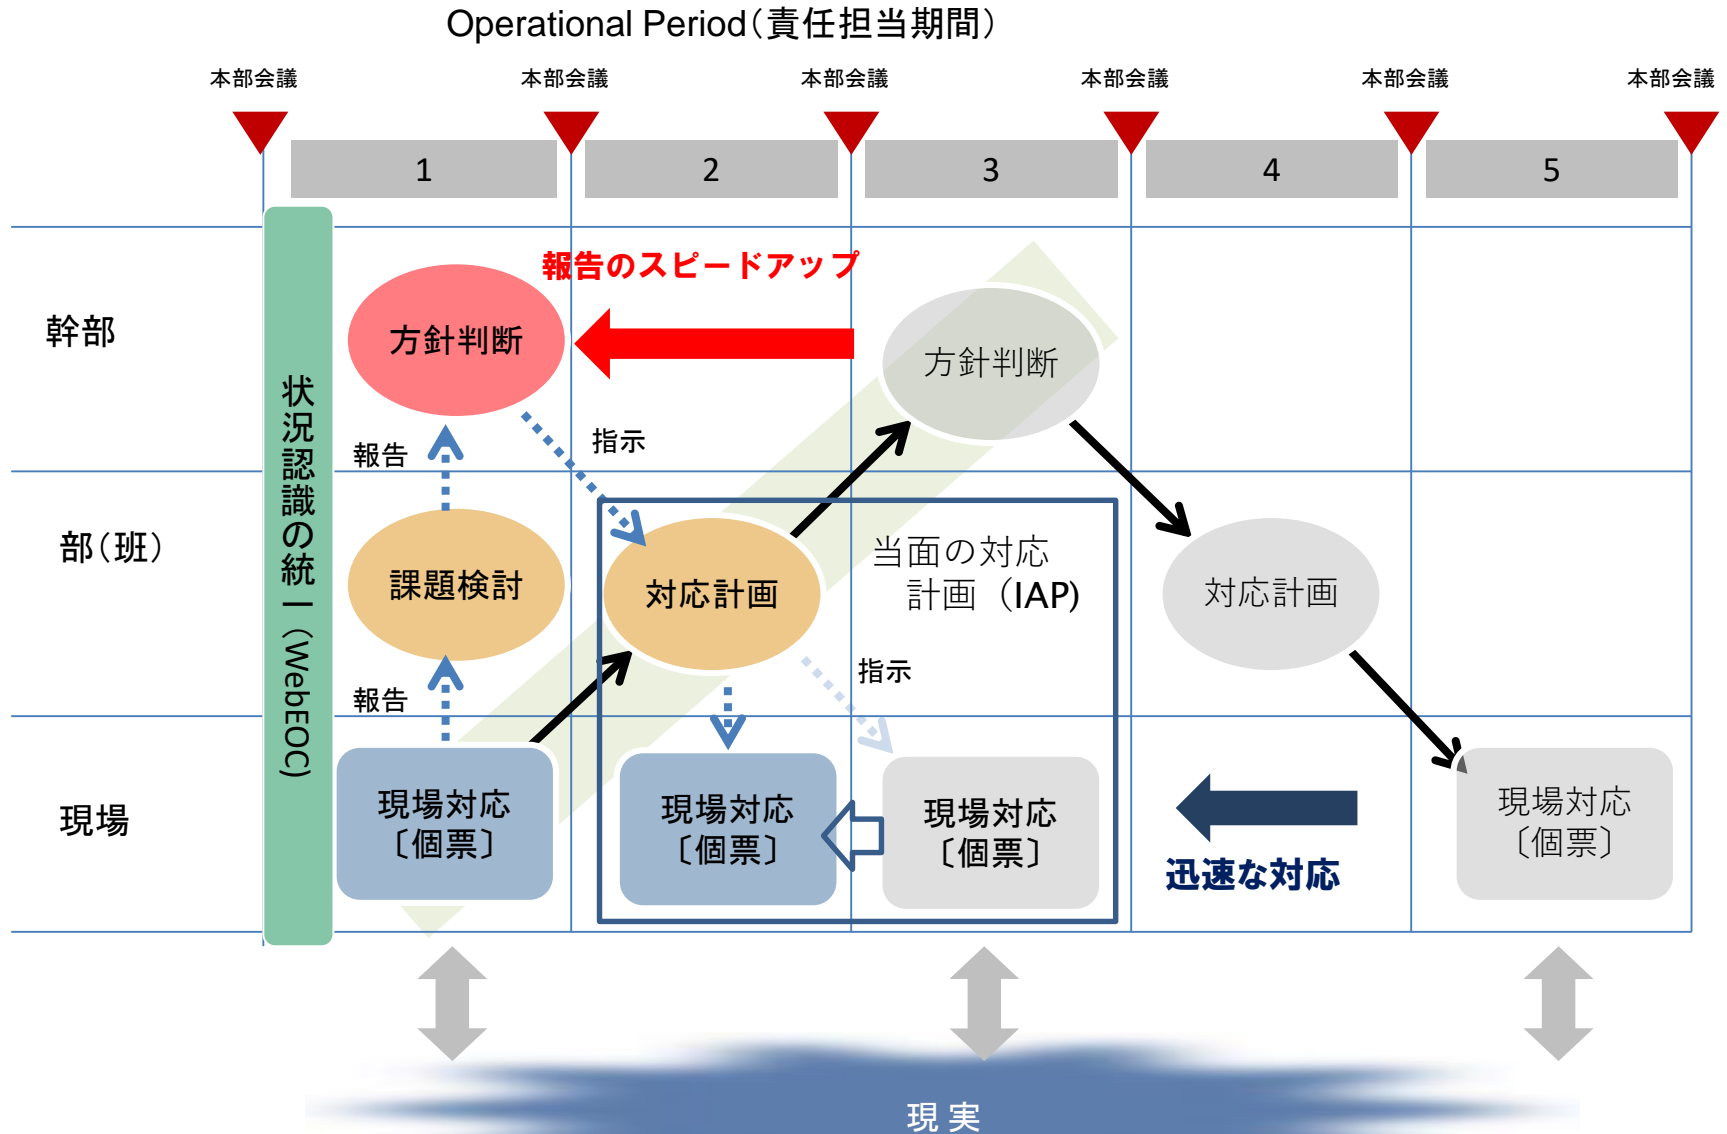 Operational Period（責任担当期間）
本部会議
本部会議
本部会議
本部会議
本部会議
本部会議
1
2
3
4
5
状況認識の統一（WebEOC)
幹部
方針判断
報告のスピードアップ
方針判断
報告
指示
部（班）
課題検討
対応計画
当面の対応
計画（IAP)
対応計画
報告
指示
現場
現場対応
〔個票〕
現場対応
〔個票〕
現場対応
〔個票〕
迅速な対応
現場対応
〔個票〕
現 実